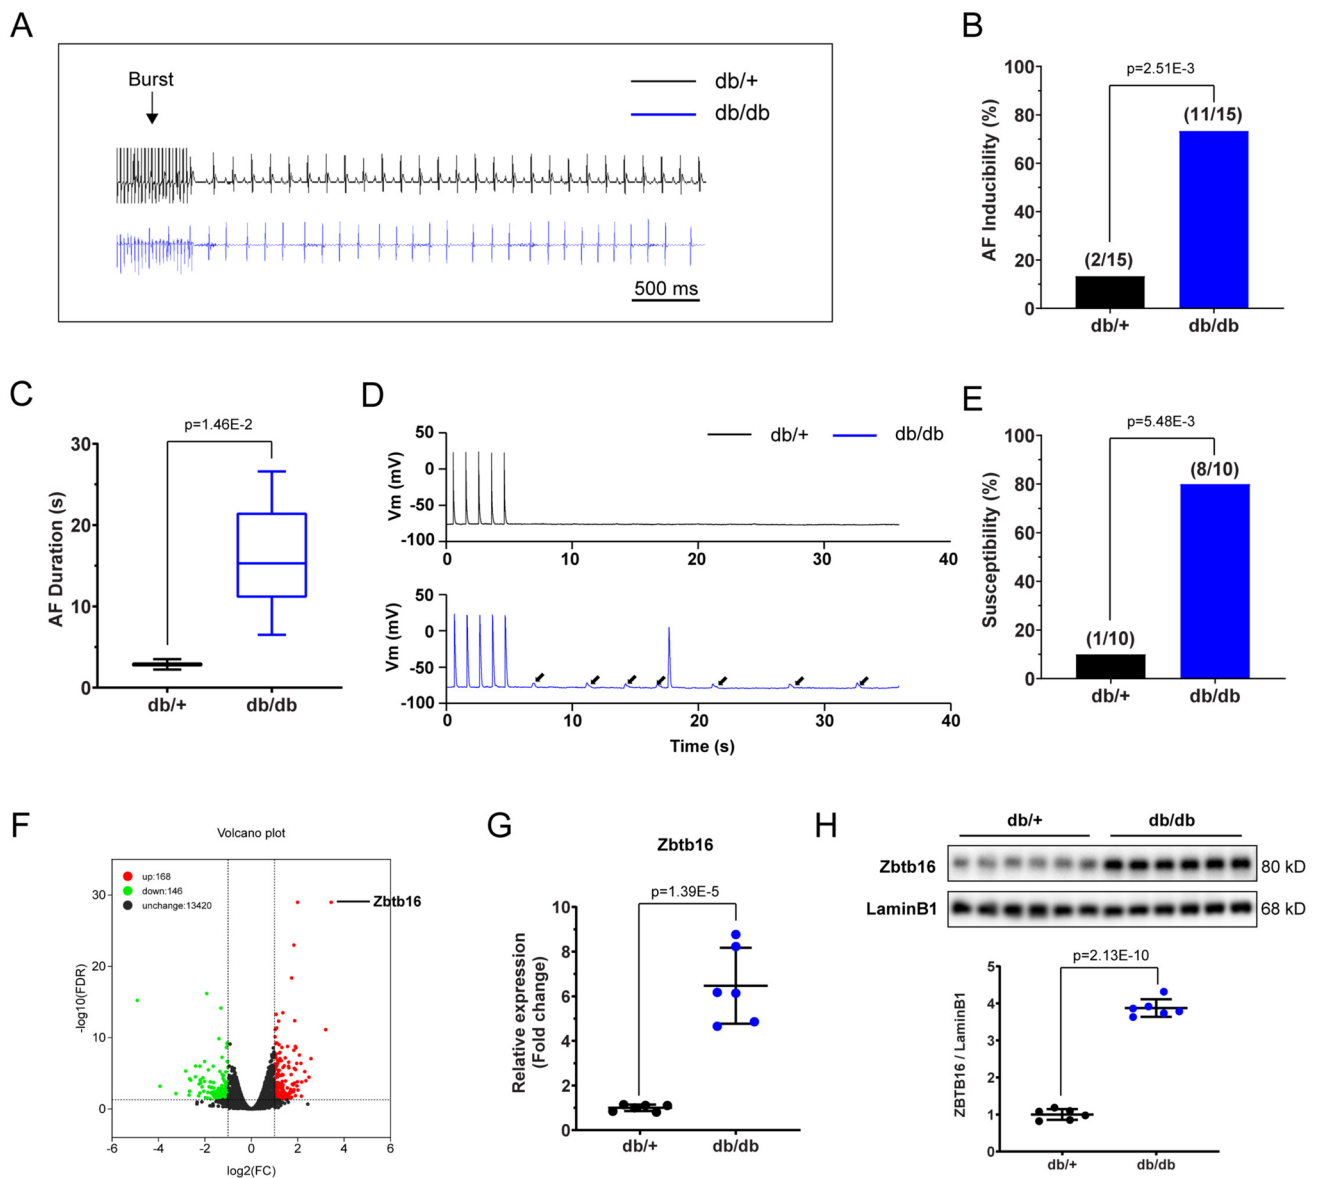 A
Burst
db/+
db/db
500 ms
B
p=2.51E-3
(11/15)
(2/15)
AF Inducibility (%)
100
80
60
40
20
0
db/+
db/db
C
p=1.46E-2
AF Duration (s)
30
20
10
0
db/+
db/db
D
db/+
db/db
Vm (mV)
50
0
-50
-100
0
10
20
30
40
Vm (mV)
50
0
-50
-100
0
10
20
30
40
Time (s)
E
p=5.48E-3
(8/10)
(1/10)
Susceptibility (%)
100
80
60
40
20
0
db/+
db/db
F
Volcano plot
up:168
down:146
unchange:13420
Zbtb16
-log10(FDR)
30
20
10
0
-6
-4
-2
0
2
4
6
log2(FC)
G
Zbtb16
p=1.39E-5
Relative expression
(Fold change)
10
8
6
4
2
0
db/+
db/db
H
db/+
db/db
Zbtb16
80 kD
LaminB1
68 kD
p=2.13E-10
ZBTB16 / LaminB1
5
4
3
2
1
0
db/+
db/db